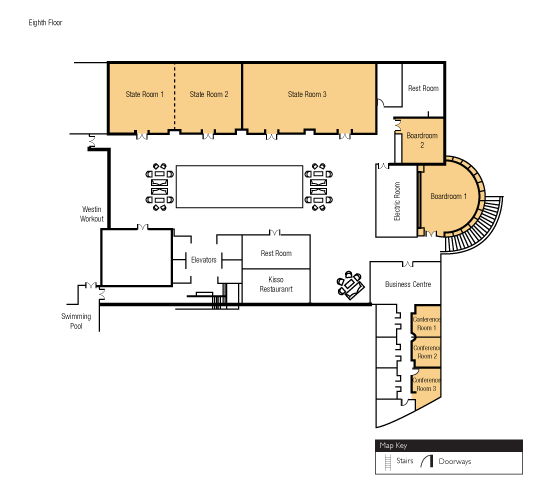 Eighth Floor
State Room 1
State Room 2
State Room 3
Rest Room
Boardroom
2
Electric Room
Boardroom 1
Westin
Workout
Elevators
Rest Room
Kisso
Restauranrt
Business Centre
Swimming
Pool
Conference
Room 1
Conference
Room 2
Conference
Room 3
Map Key
Stairs
Doorways